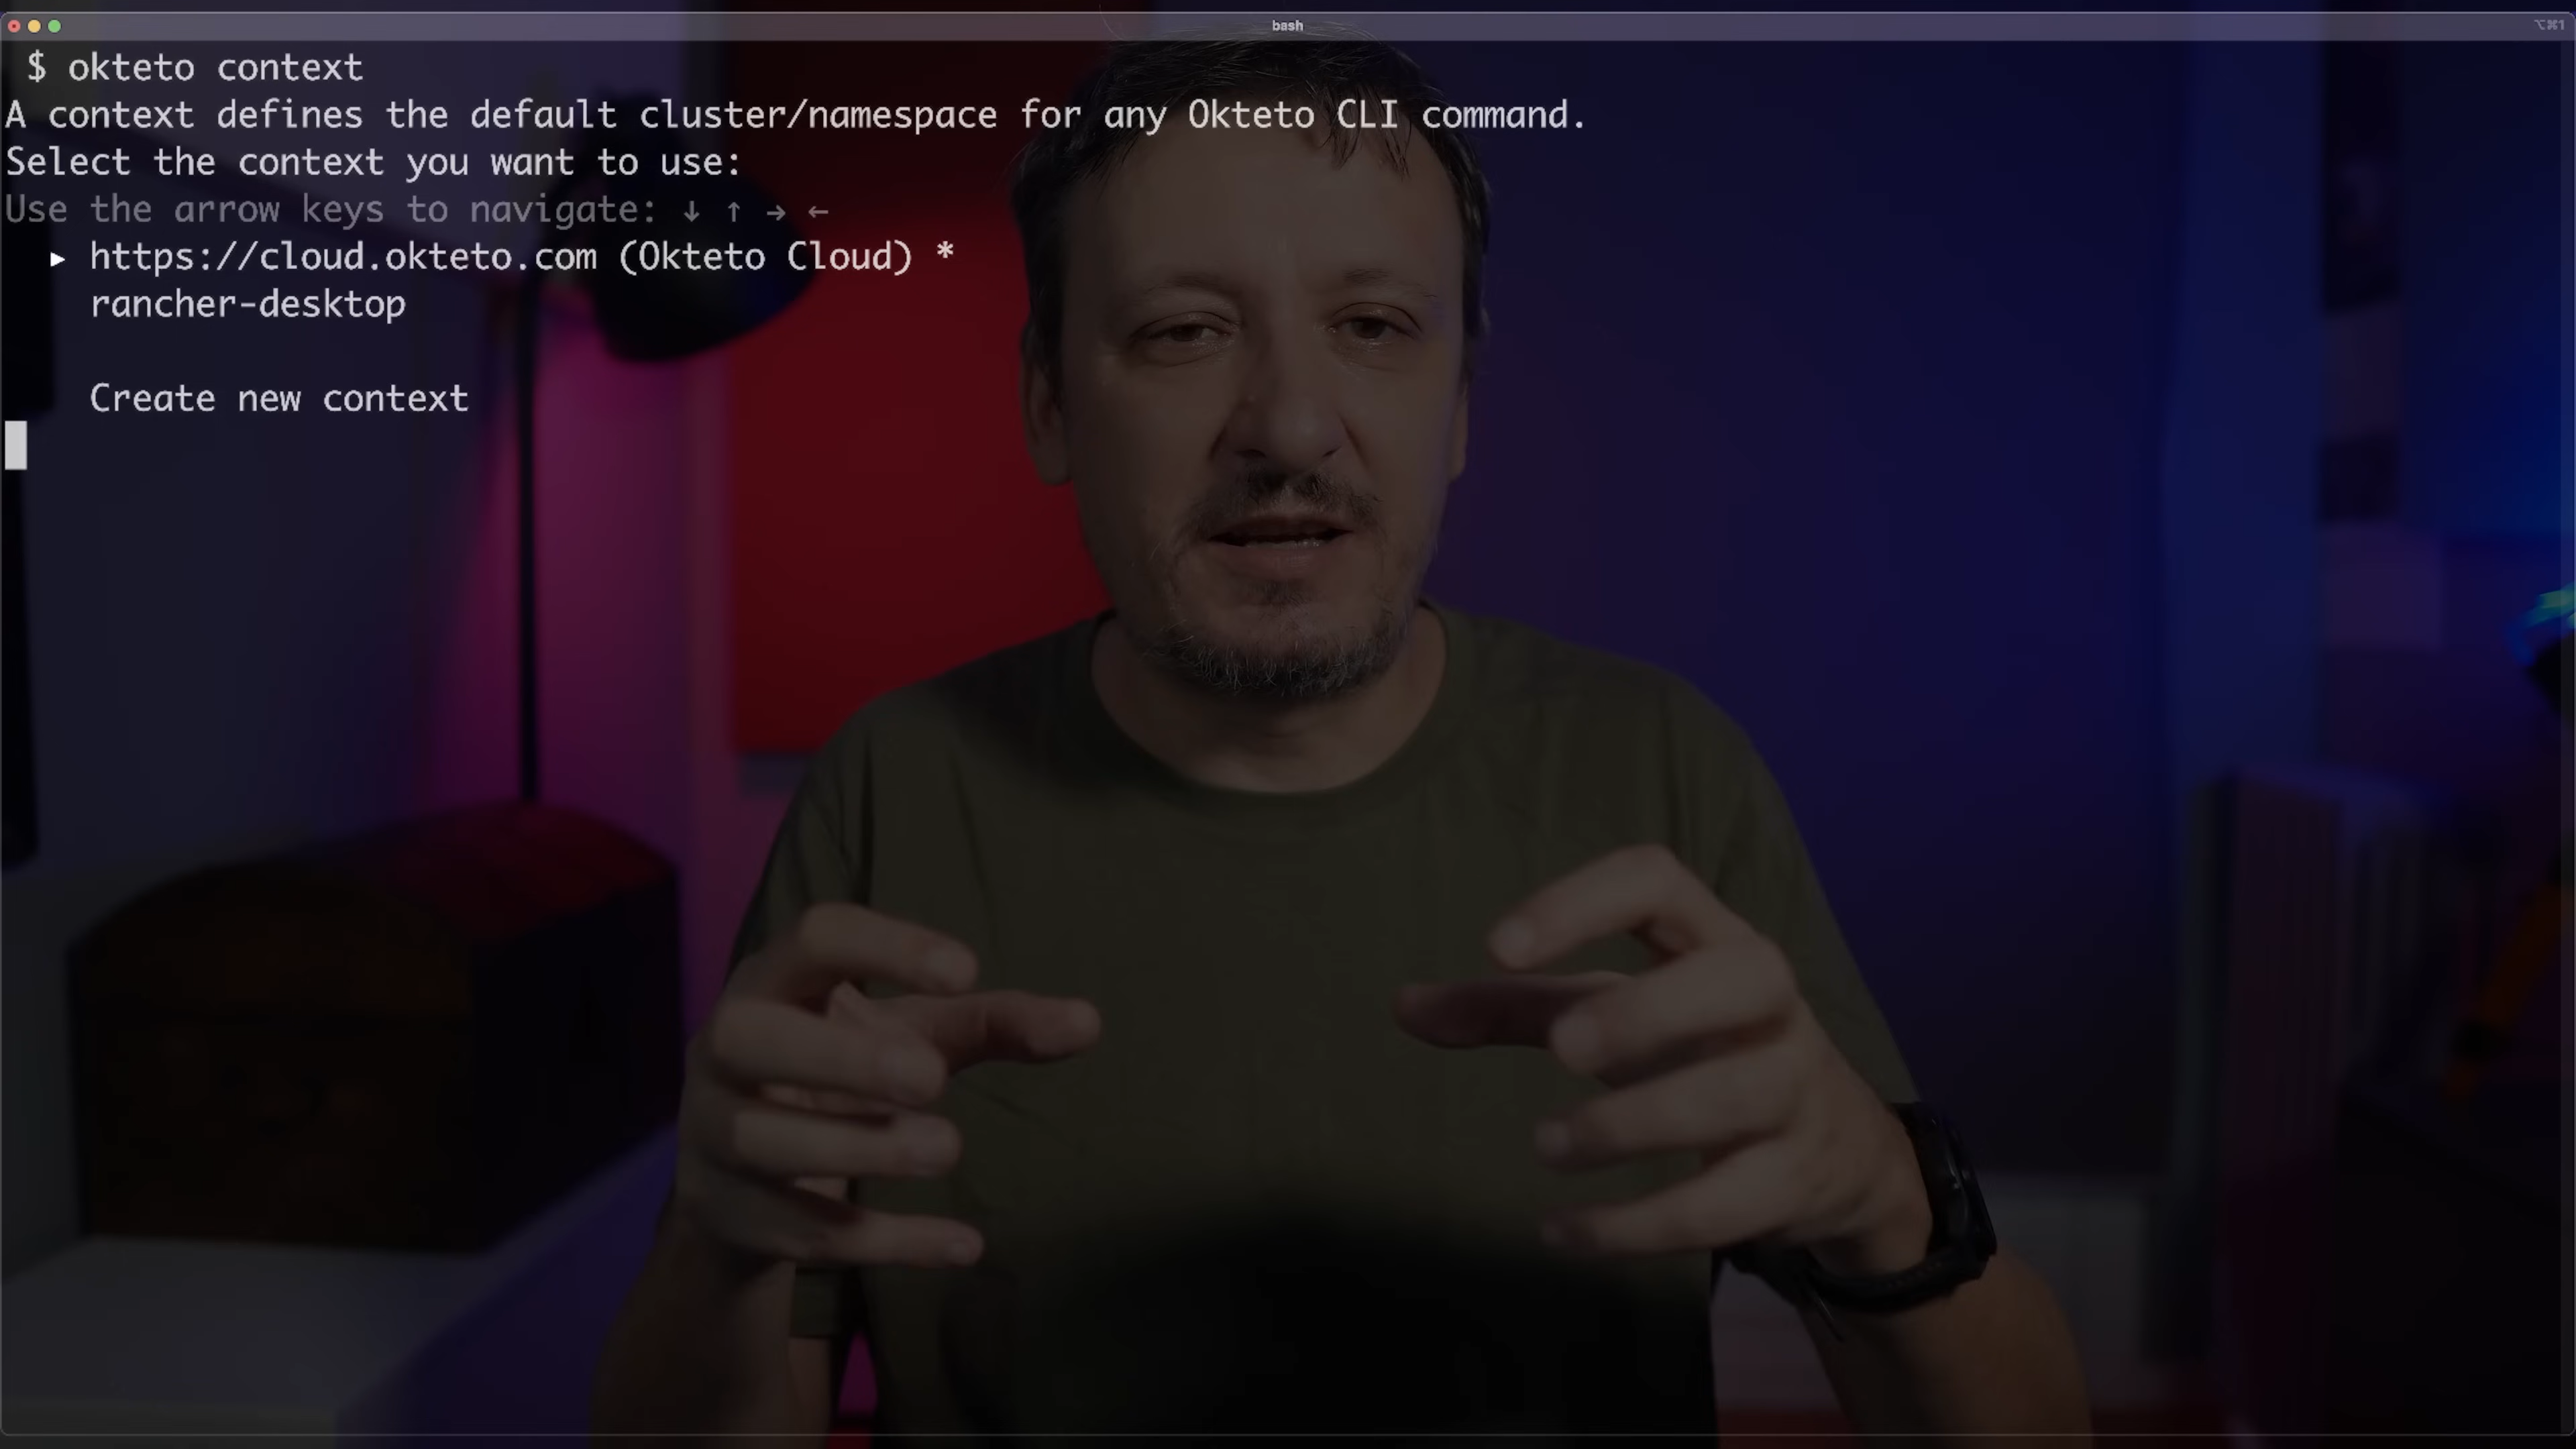 bash
⌥⌘1
$ okteto context
A context defines the default cluster/namespace for any Okteto CLI command.
Select the context you want to use:
Use the arrow keys to navigate: ↓ ↑ → ←
▸ https://cloud.okteto.com (Okteto Cloud) *
rancher-desktop
Create new context